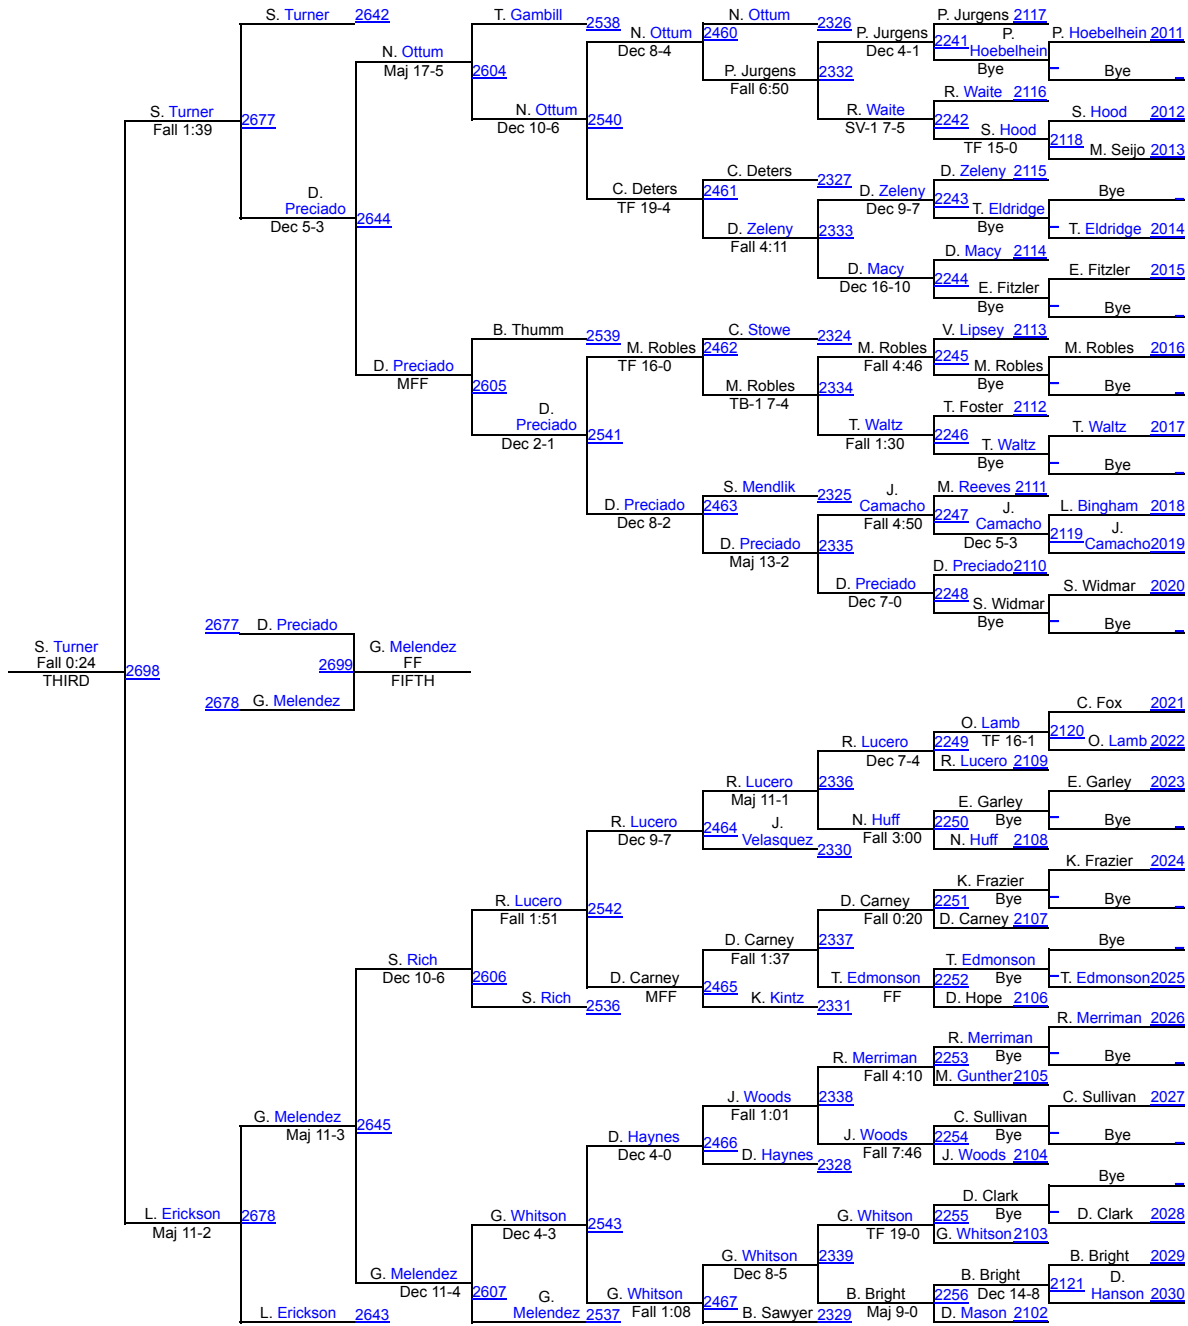 S. Turner 2642 T. Gambill 2538 N. Ottum 2326 P. Jurgens 2117
N. Ottum 2460 P. Jurgens 2241 P. Hoebelhein P. Hoebelhein 2011
Dec 8-4 Dec 4-1
N. Ottum 2604 Bye
Maj 17-5 P. Jurgens 2332 Bye
Fall 6:50
R. Waite 2116
S. Turner 2677 N. Ottum 2540 R. Waite 2242 S. Hood S. Hood 2012
Fall 1:39 Dec 10-6 SV-1 7-5 TF 15-0 2118
M. Seijo 2013
C. Deters 2327 D. Zeleny 2115
C. Deters 2461 D. Zeleny 2243 Bye
TF 19-4 Dec 9-7 T. Eldridge
Bye T. Eldridge 2014
D. Preciado 2644 D. Zeleny 2333
Dec 5-3 Fall 4:11
D. Macy 2114
D. Macy 2244 E. Fitzler E. Fitzler 2015
Dec 16-10 Bye
Bye
B. Thumm 2539 C. Stowe 2324 V. Lipsey 2113
M. Robles 2462 M. Robles 2245 M. Robles M. Robles 2016
TF 16-0 Fall 4:46 Bye
Bye
D. Preciado 2605 M. Robles 2334
MFF TB-1 7-4
T. Foster 2112
D. Preciado 2541 T. Waltz 2246 T. Waltz T. Waltz 2017
Dec 2-1 Fall 1:30 Bye
Bye
S. Mendlik 2325 M. Reeves 2111
D. Preciado 2463 J. Camacho 2247 J. Camacho L. Bingham 2018
Dec 8-2 Fall 4:50 Dec 5-3 2119
J. Camacho 2019
D. Preciado 2335
Maj 13-2
D. Preciado 2110
D. Preciado 2248 S. Widmar S. Widmar 2020
Dec 7-0 Bye
Bye
2677 D. Preciado
S. Turner G. Melendez
Fall 0:24 2698 2699 FF
THIRD FIFTH
2678 G. Melendez
C. Fox 2021
O. Lamb 2120
R. Lucero 2249 TF 16-1 O. Lamb 2022
Dec 7-4 R. Lucero 2109
R. Lucero 2336 E. Garley 2023
Maj 11-1 E. Garley
R. Lucero 2464 N. Huff 2250 Bye Bye
Dec 9-7 J. Velasquez 2330 Fall 3:00 N. Huff 2108
K. Frazier 2024
K. Frazier
R. Lucero 2542 D. Carney 2251 Bye Bye
Fall 1:51 Fall 0:20 D. Carney 2107
D. Carney 2337 Bye
Fall 1:37 T. Edmonson
S. Rich 2606 D. Carney 2465 T. Edmonson 2252 Bye T. Edmonson 2025
Dec 10-6 MFF FF
S. Rich 2536 K. Kintz 2331 D. Hope 2106
R. Merriman 2026
R. Merriman
R. Merriman 2253 Bye Bye
Fall 4:10 M. Gunther 2105
J. Woods 2338 C. Sullivan 2027
Fall 1:01
G. Melendez 2645 C. Sullivan
Maj 11-3 D. Haynes 2466 J. Woods 2254 Bye Bye
Dec 4-0 D. Haynes 2328 Fall 7:46 J. Woods 2104
Bye
D. Clark
L. Erickson 2678 G. Whitson 2543 G. Whitson 2255 Bye D. Clark 2028
Maj 11-2 Dec 4-3 TF 19-0 G. Whitson 2103
G. Whitson 2339 B. Bright 2029
Dec 8-5
G. Melendez 2607 B. Bright 2121
Dec 11-4 G. Whitson 2467 B. Bright 2256 Dec 14-8 D. Hanson 2030
Fall 1:08 Maj 9-0
L. Erickson 2643 G. Melendez 2537 B. Sawyer 2329 D. Mason 2102